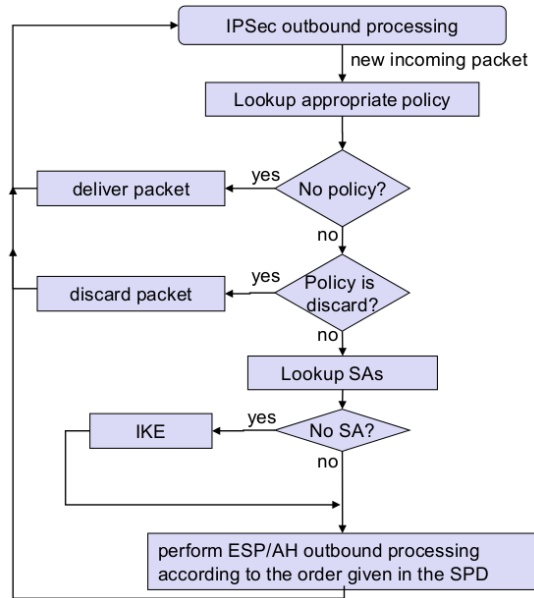 IPSec outbound processing
new incoming packet
Lookup appropriate policy
yes
deliver packet
No policy?
no
yes
discard packet
Policy is
discard?
no
Lookup SAs
yes
IKE
No SA?
no
perform ESP/AH outbound processing
according to the order given in the SPD